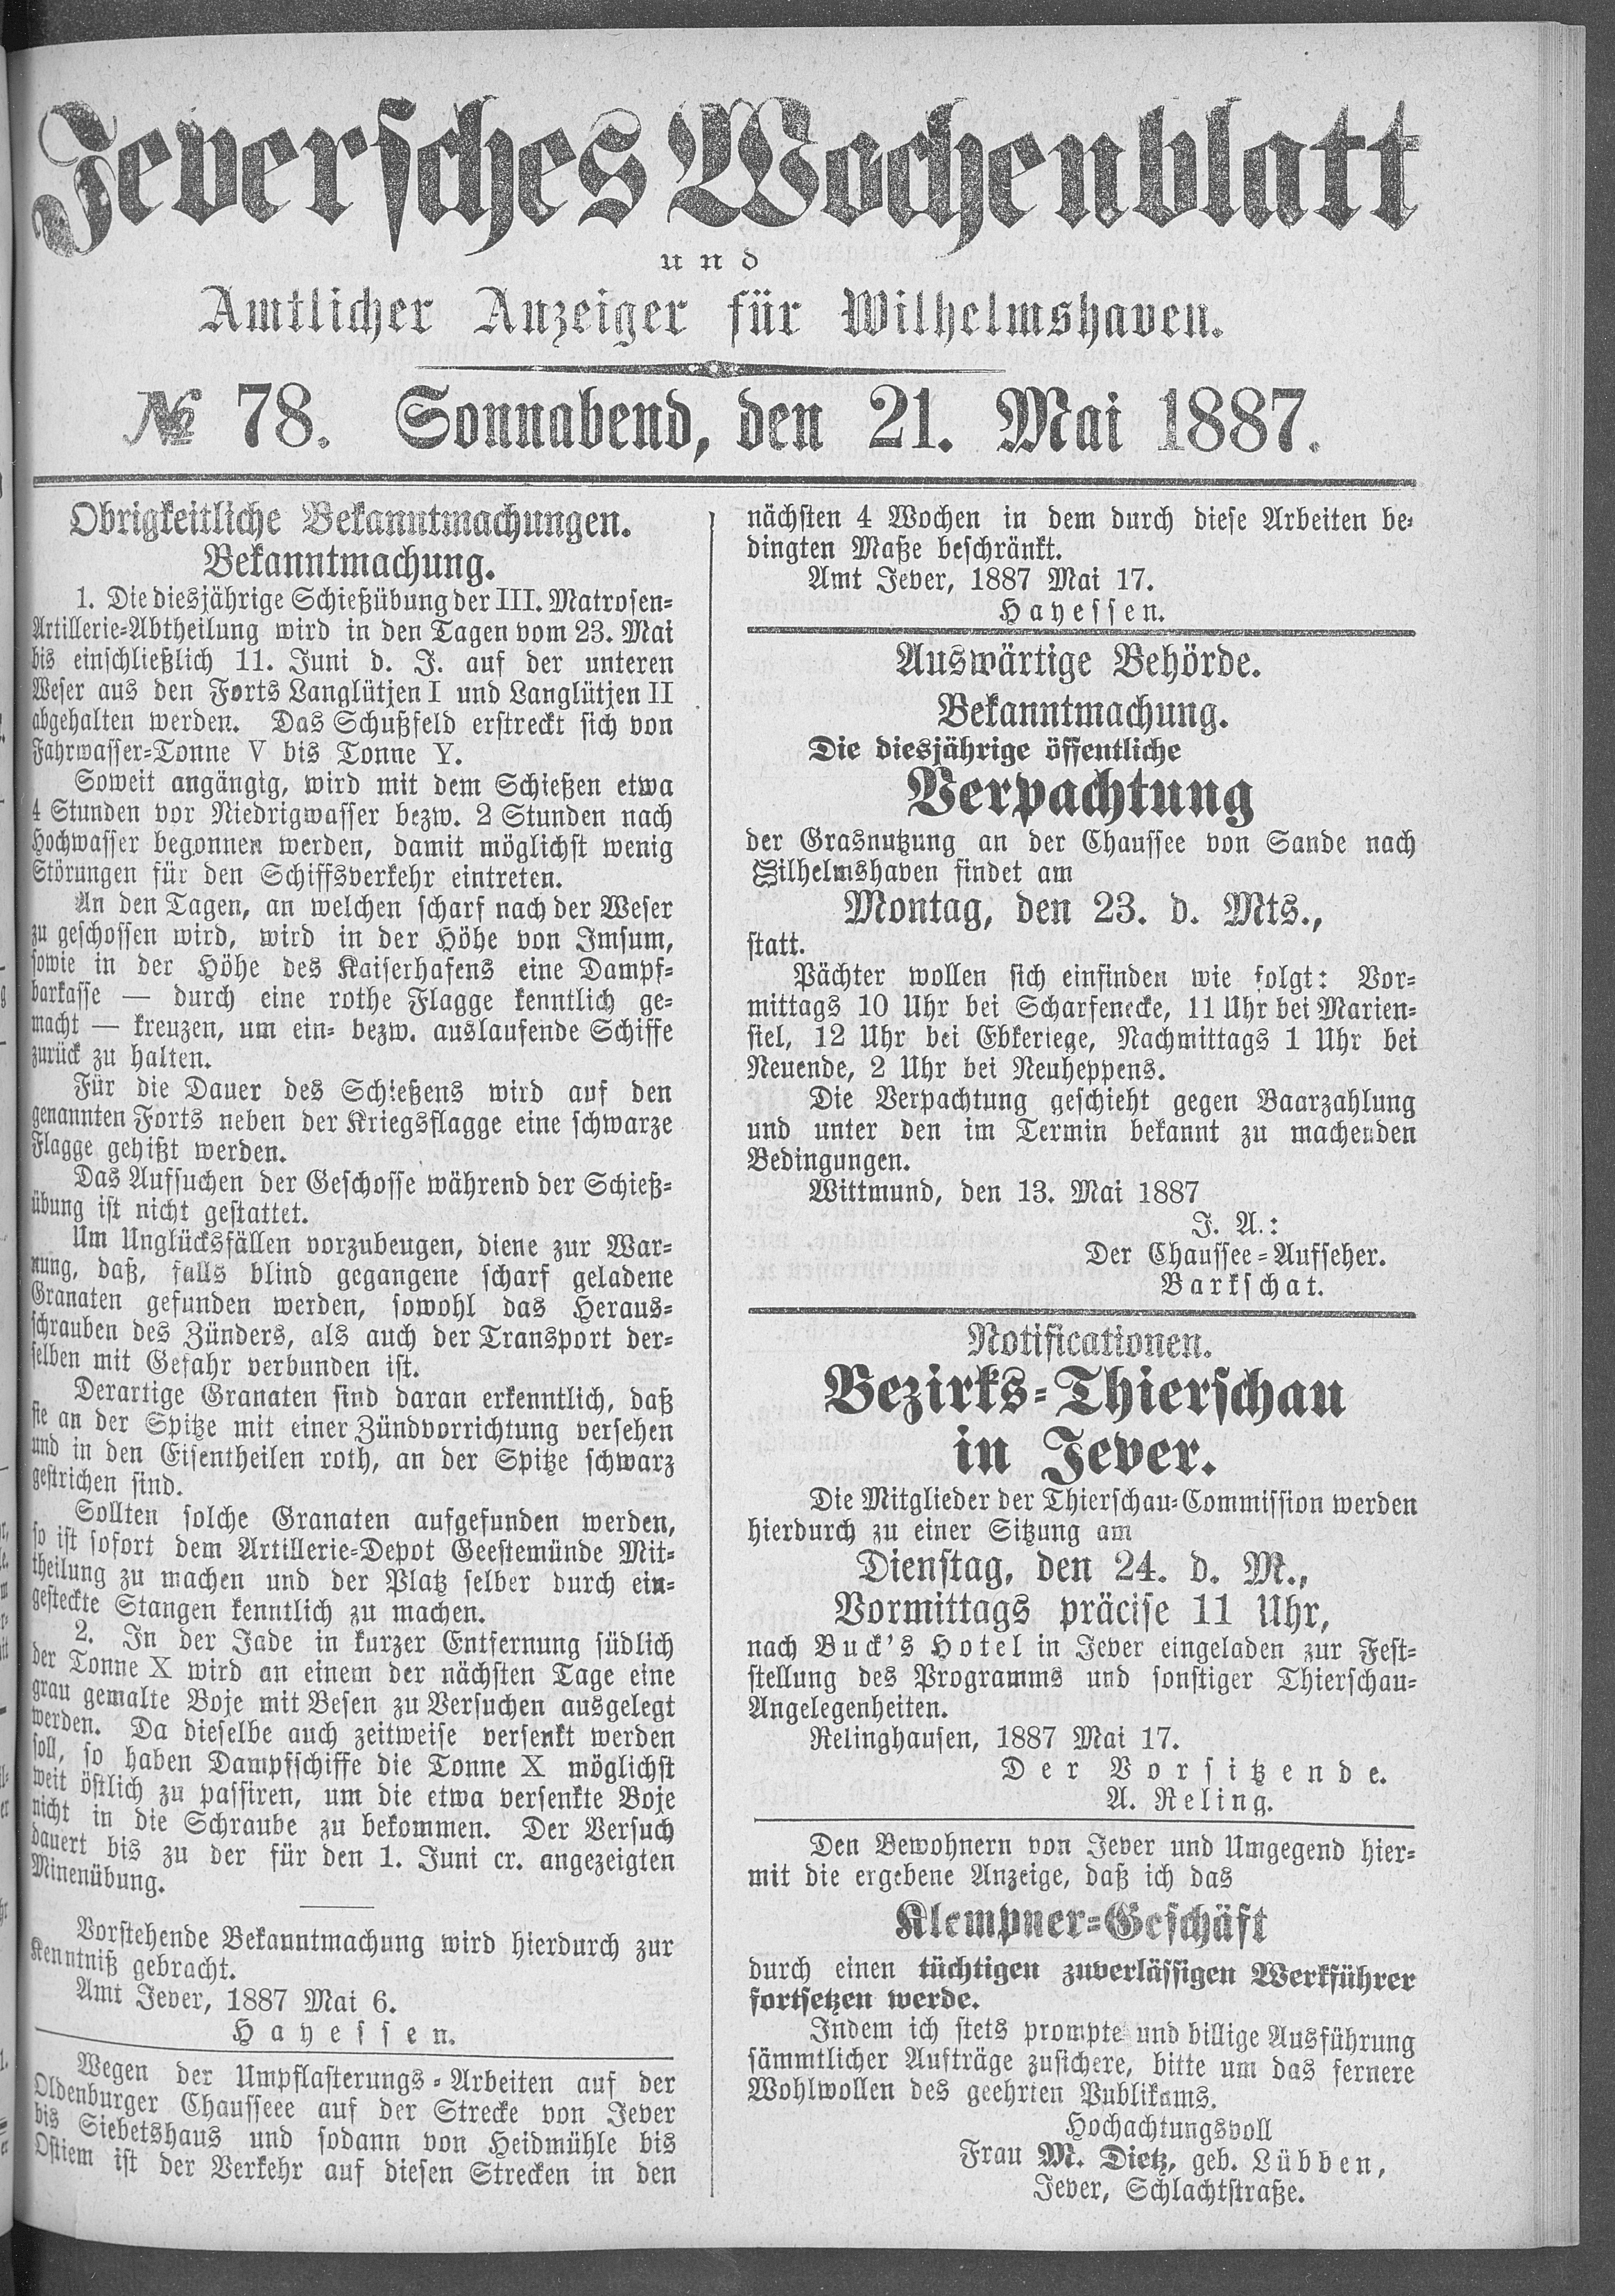 Jeversches Wochenblatt
und
Amtlicher Anzeiger für Wilhelmshaven.
№ 78. Sonnabend, den 21. Mai 1887.
Obrigkeitliche Bekanntmachungen.
Bekanntmachung.
1. Die diesjährige Schießübung der III. Matrosen-
Artillerie-Abtheilung wird in den Tagen vom 23. Mai
bis einschließlich 11. Juni d. J. auf der unteren
Weser aus den Forts Langlütjen I und Langlütjen II
abgehalten werden. Das Schußfeld erstreckt sich von
Fahrwasser-Tonne V bis Tonne Y.
Soweit angängig, wird mit dem Schießen etwa
4 Stunden vor Niedrigwasser bezw. 2 Stunden nach
Hochwasser begonnen werden, damit möglichst wenig
Störungen für den Schiffsverkehr eintreten.
An den Tagen, an welchen scharf nach der Weser
zu geschossen wird, wird in der Höhe von Imsum,
sowie in der Höhe des Kaiserhafens eine Dampf-
barkasse — durch eine rothe Flagge kenntlich ge-
macht — kreuzen, um ein- bezw. auslaufende Schiffe
zurück zu halten.
Für die Dauer des Schießens wird auf den
genannten Forts neben der Kriegsflagge eine schwarze
Flagge gehißt werden.
Das Aufsuchen der Geschosse während der Schieß-
übung ist nicht gestattet.
Um Unglücksfällen vorzubeugen, diene zur War-
nung, daß, falls blind gegangene scharf geladene
Granaten gefunden werden, sowohl das Heraus-
schrauben des Zünders, als auch der Transport der-
selben mit Gefahr verbunden ist.
Derartige Granaten sind daran erkenntlich, daß
sie an der Spitze mit einer Zündvorrichtung versehen
und in den Eisentheilen roth, an der Spitze schwarz
gestrichen sind.
Sollten solche Granaten aufgefunden werden,
so ist sofort dem Artillerie-Depot Geestemünde Mit-
theilung zu machen und der Platz selber durch ein-
gesteckte Stangen kenntlich zu machen.
2. In der Jade in kurzer Entfernung südlich
der Tonne X wird an einem der nächsten Tage eine
grau gemalte Boje mit Besen zu Versuchen ausgelegt
werden. Da dieselbe auch zeitweise versenkt werden
soll, so haben Dampfschiffe die Tonne X möglichst
weit östlich zu passiren, um die etwa versenkte Boje
nicht in die Schraube zu bekommen. Der Versuch
dauert bis zu der für den 1. Juni cr. angezeigten
Minenübung.
Vorstehende Bekanntmachung wird hierdurch zur
Kenntniß gebracht.
Amt Jever, 1887 Mai 6.
Hayessen.
Wegen der Umpflasterungs-Arbeiten auf der
Oldenburger Chausseee auf der Strecke von Jever
bis Siebetshaus und sodann von Heidmühle bis
Ostiem ist der Verkehr auf diesen Strecken in den
nächsten 4 Wochen in dem durch diese Arbeiten be-
dingten Maße beschränkt.
Amt Jever, 1887 Mai 17.
Hayessen.
Auswärtige Behörde.
Bekanntmachung.
Die diesjährige öffentliche
Verpachtung
der Grasnutzung an der Chaussee von Sande nach
Wilhelmshaven findet am
Montag, den 23. d. Mts.,
statt.
Pächter wollen sich einfinden wie folgt: Vor-
mittags 10 Uhr bei Scharfenecke, 11 Uhr bei Marien-
siel, 12 Uhr bei Ebkeriege, Nachmittags 1 Uhr bei
Neuende, 2 Uhr bei Neuheppens.
Die Verpachtung geschieht gegen Baarzahlung
und unter den im Termin bekannt zu machenden
Bedingungen.
Wittmund, den 13. Mai 1887
J. A.:
Der Chaussee-Aufseher.
Barkschat.
Notificationen.
Bezirks-Thierschau
in Jever.
Die Mitglieder der Thierschau-Commission werden
hierdurch zu einer Sitzung am
Dienstag, den 24. d. M.,
Vormittags präcise 11 Uhr,
nach Buck's Hotel in Jever eingeladen zur Fest-
stellung des Programms und sonstiger Thierschau-
Angelegenheiten.
Relinghausen, 1887 Mai 17.
Der Vorsitzende.
A. Reling.
Den Bewohnern von Jever und Umgegend hier-
mit die ergebene Anzeige, daß ich das
Klempner-Geschäft
durch einen tüchtigen zuverlässigen Werkführer
fortsetzen werde.
Indem ich stets prompte und billige Ausführung
sämmtlicher Aufträge zusichere, bitte um das fernere
Wohlwollen des geehrten Publikums.
Hochachtungsvoll
Frau M. Dietz, geb. Lübben,
Jever, Schlachtstraße.